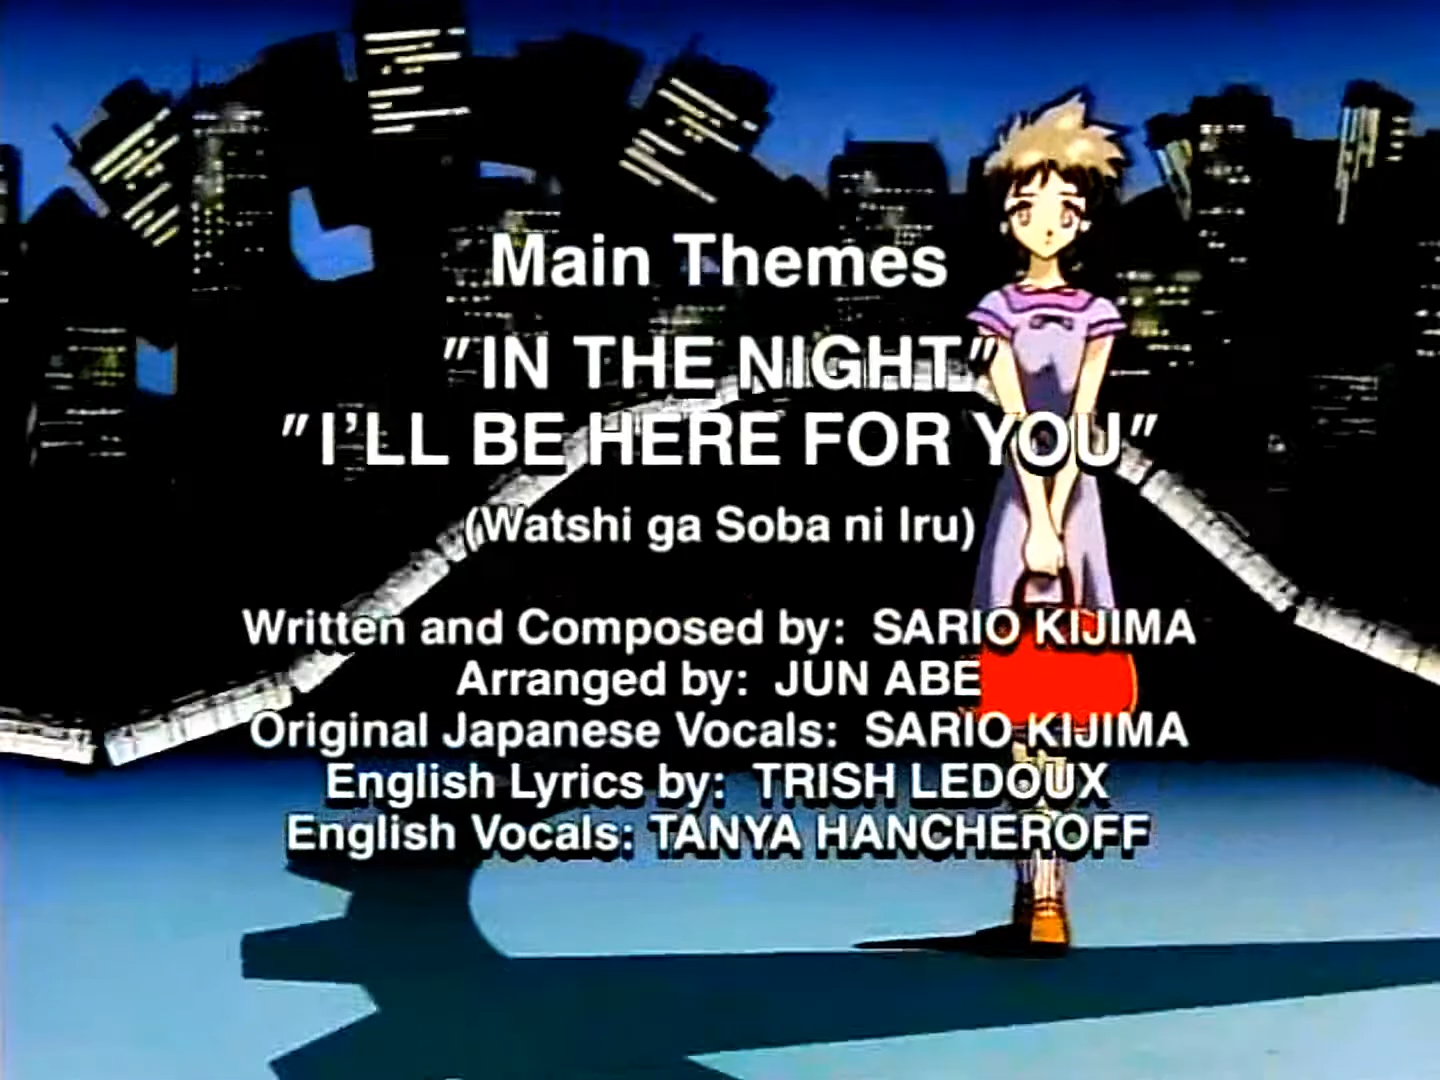 Main Themes
"IN THE NIGHT"
"I'LL BE HERE FOR YOU"
(Watshi ga Soba ni Iru)
Written and Composed by: SARIO KIJIMA
Arranged by: JUN ABE
Original Japanese Vocals: SARIO KIJIMA
English Lyrics by: TRISH LEDOUX
English Vocals: TANYA HANCHEROFF